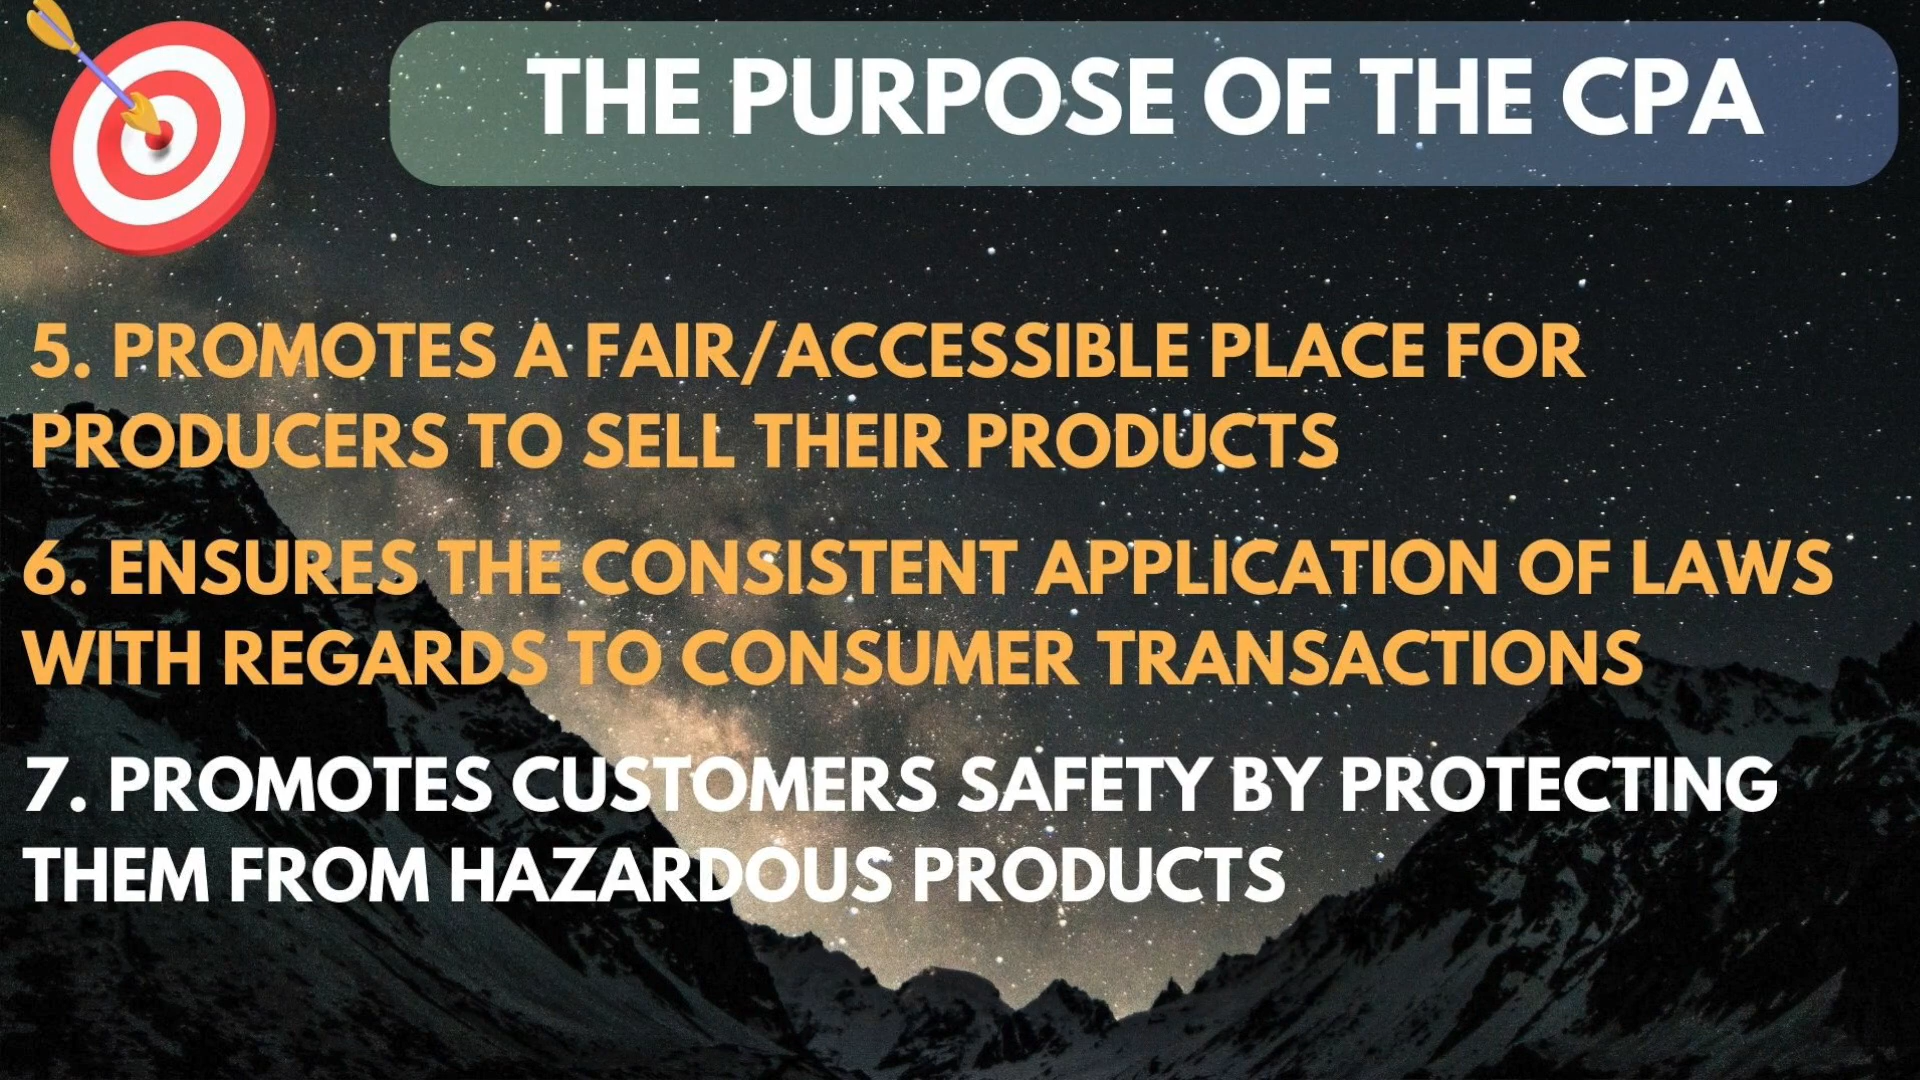 THE PURPOSE OF THE CPA
5. PROMOTES A FAIR/ACCESSIBLE PLACE FOR
PRODUCERS TO SELL THEIR PRODUCTS
6. ENSURES THE CONSISTENT APPLICATION OF LAWS
WITH REGARDS TO CONSUMER TRANSACTIONS
7. PROMOTES CUSTOMERS SAFETY BY PROTECTING
THEM FROM HAZARDOUS PRODUCTS